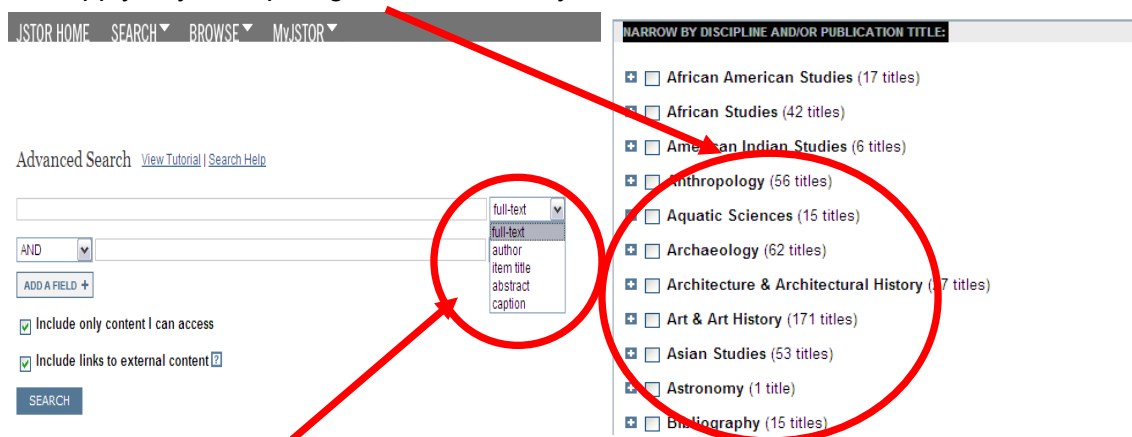 JSTOR HOME SEARCH BROWSE MyJSTOR
Advanced Search View Tutorial | Search Help
full-text
full-text
author
item title
abstract
caption
AND
ADD A FIELD +
Include only content I can access
Include links to external content ?
SEARCH
NARROW BY DISCIPLINE AND/OR PUBLICATION TITLE:
African American Studies (17 titles)
African Studies (42 titles)
American Indian Studies (6 titles)
Anthropology (56 titles)
Aquatic Sciences (15 titles)
Archaeology (62 titles)
Architecture & Architectural History titles)
Art & Art History (171 titles)
Asian Studies (53 titles)
Astronomy (1 title)
Bibliography (15 titles)